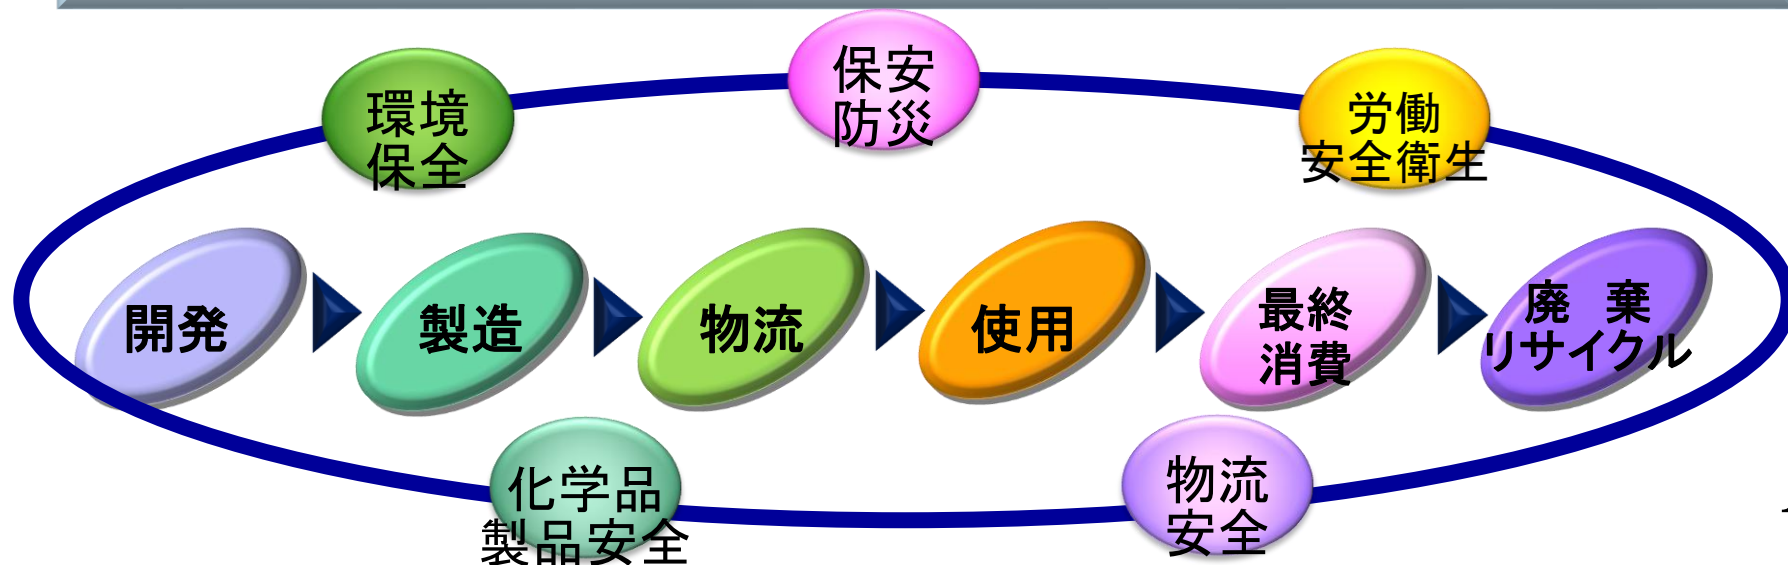 保安
防災
環境
保全
労働
安全衛生
開発
製造
物流
使用
最終
消費
廃　棄
リサイクル
化学品
製品安全
物流
安全